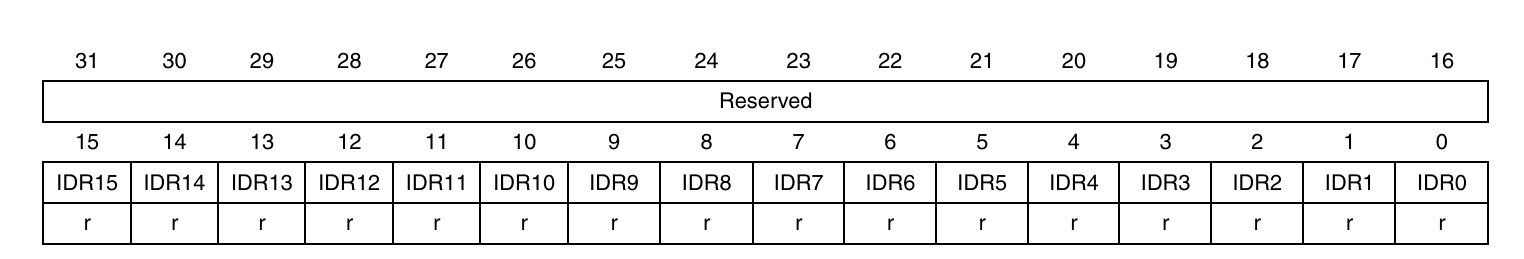 31 30 29 28 27 26 25 24 23 22 21 20 19 18 17 16
Reserved
15 14 13 12 11 10 9 8 7 6 5 4 3 2 1 0
IDR15 IDR14 IDR13 IDR12 IDR11 IDR10 IDR9 IDR8 IDR7 IDR6 IDR5 IDR4 IDR3 IDR2 IDR1 IDR0
r r r r r r r r r r r r r r r r